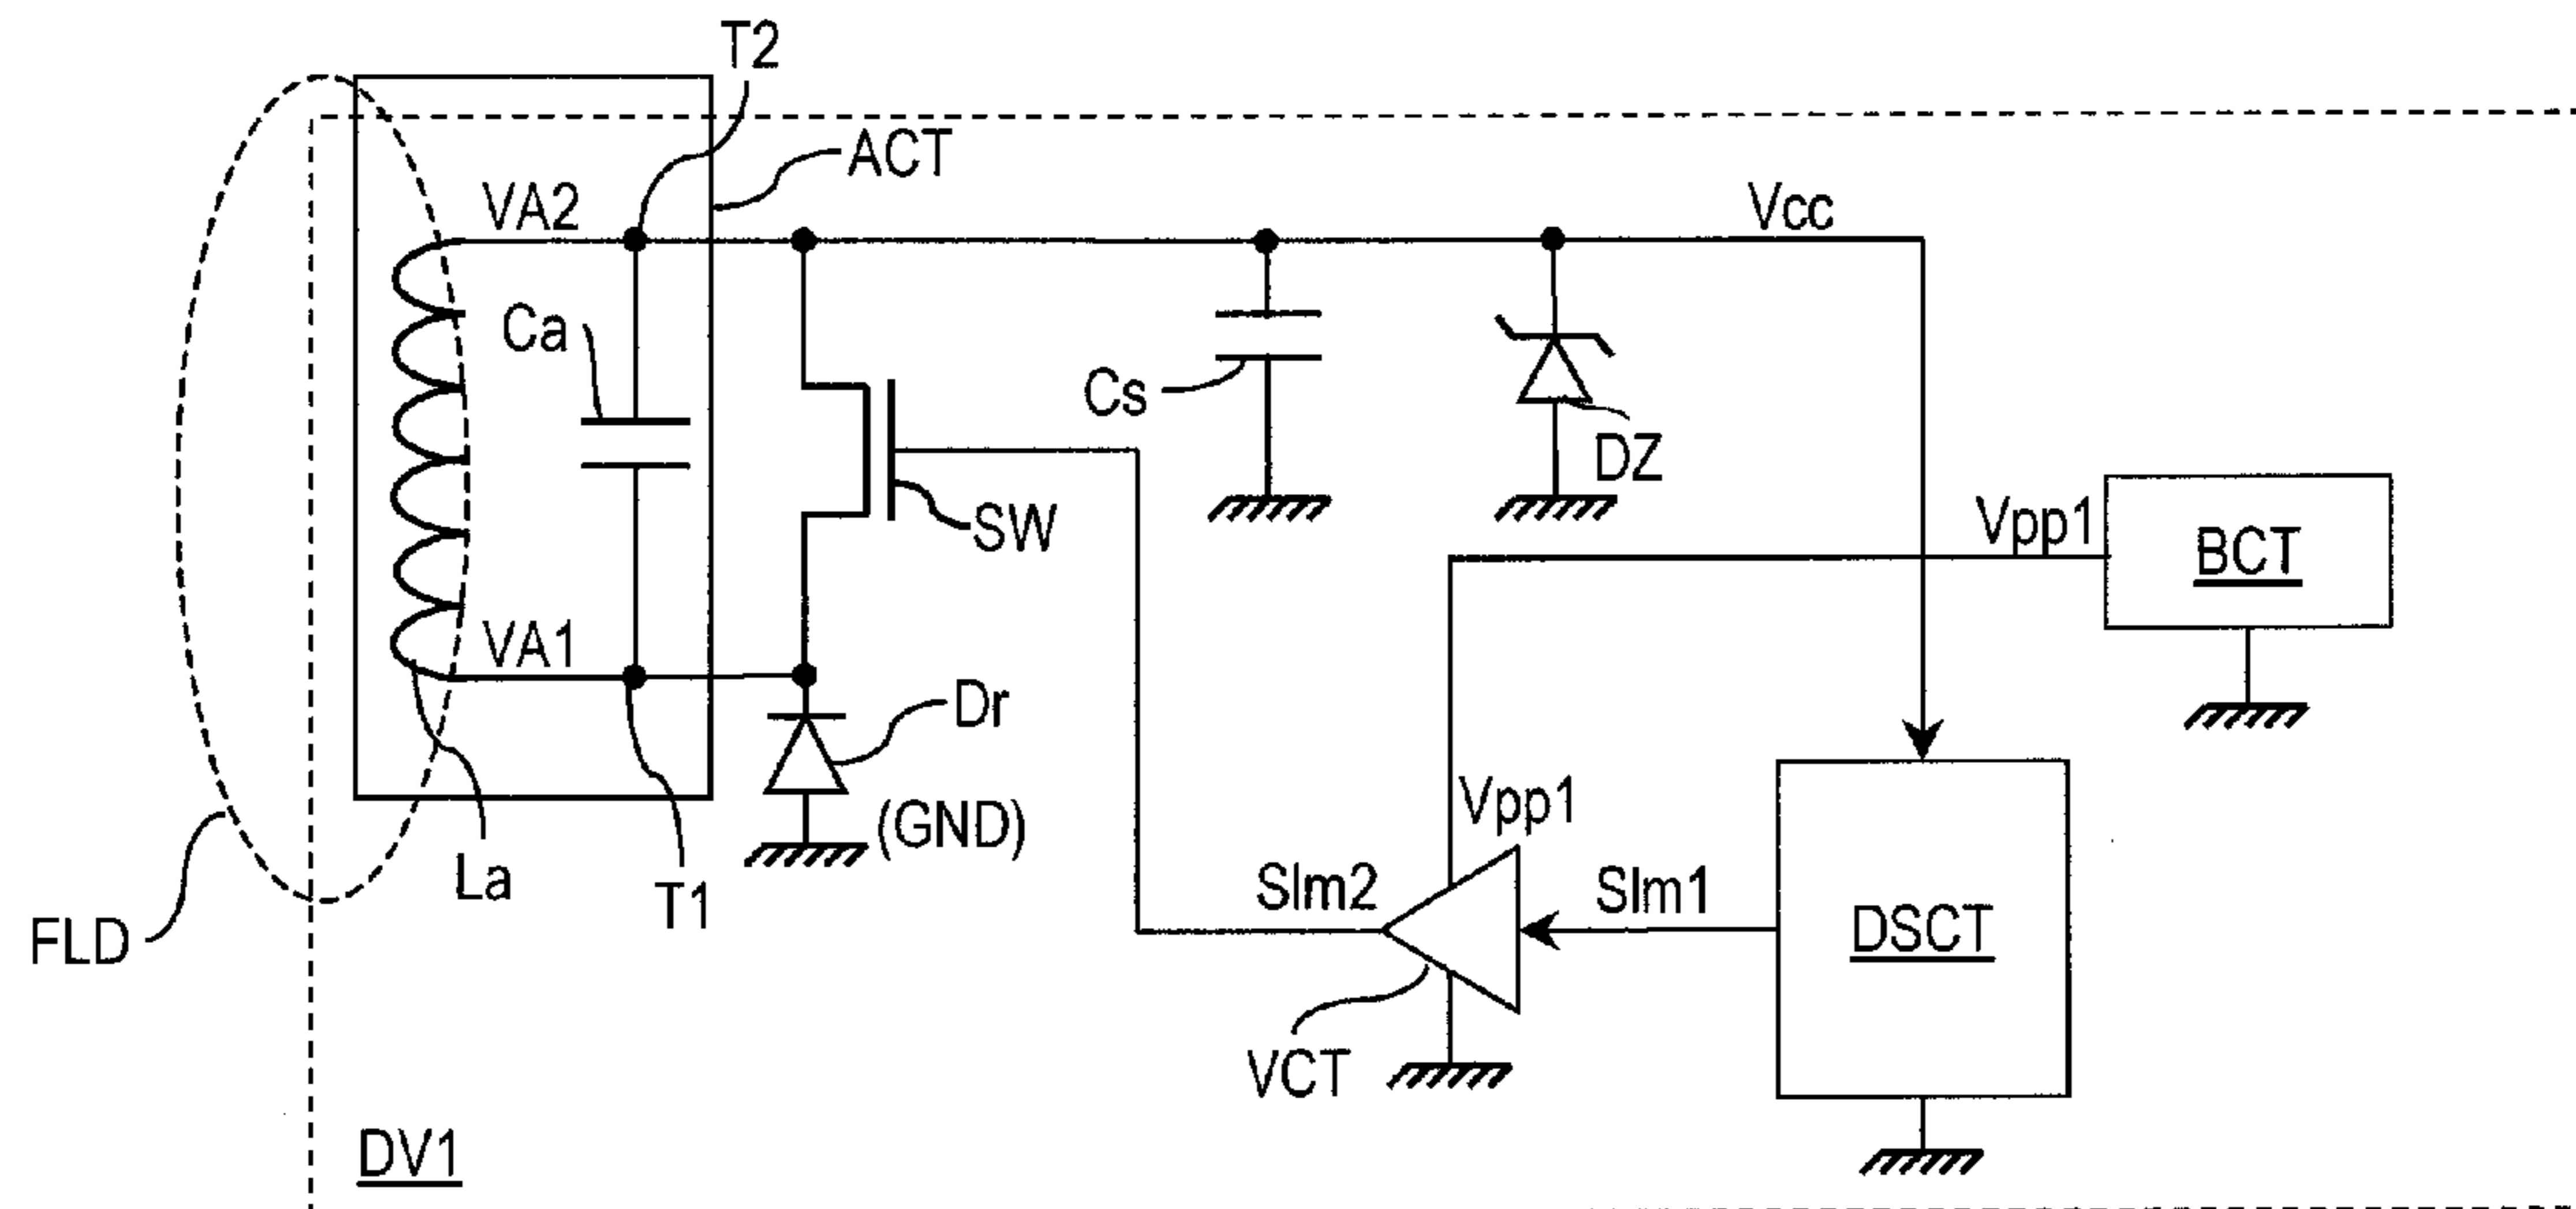 T2
ACT
VA2
Vcc
Ca
Cs
DZ
SW
Vpp1
BCT
VA1
Dr
Vpp1
(GND)
La
T1
Slm2
Slm1
DSCT
FLD
VCT
DV1